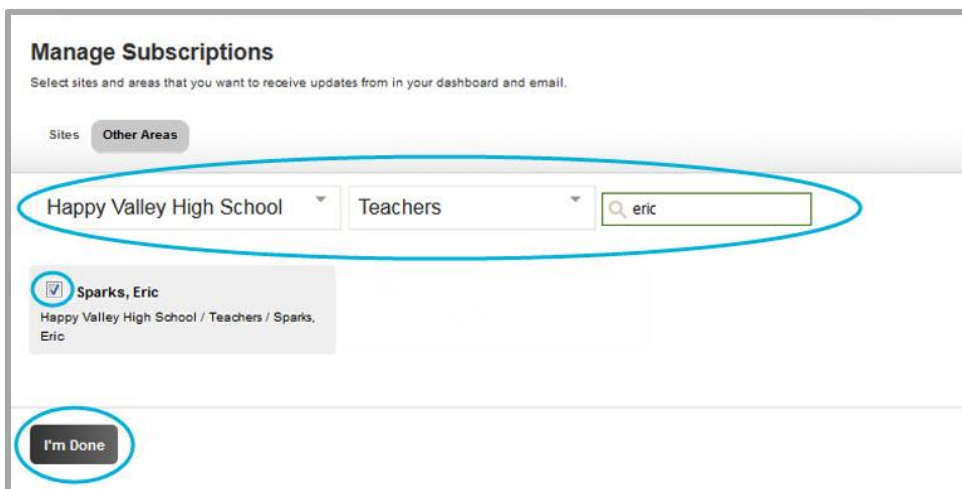 Manage Subscriptions
Select sites and areas that you want to receive updates from in your dashboard and email.
Sites Other Areas
Happy Valley High School Teachers eric
Sparks, Eric
Happy Valley High School / Teachers / Sparks,
Eric
I'm Done